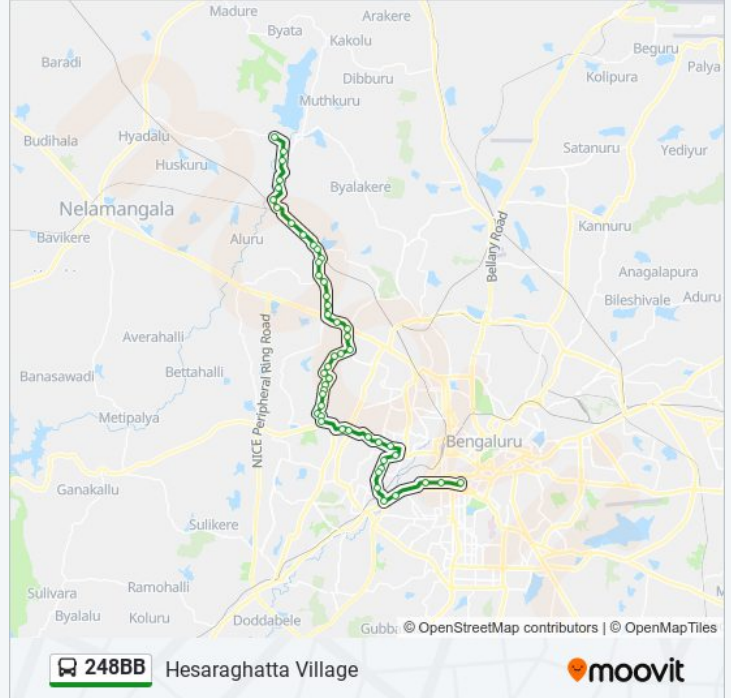 Madure
Arakere
Byata
Kakolu
Beguru
Palya
Baradi
Dibburu
Kolipura
Muthkuru
Budihala
Hyadalu
Satanuru
Yediyur
Huskuru
Byalakere
Nelamangala
Kannuru
Bavikere
Aluru
Bellary Road
Anagalapura
Bileshivale
Aduru
NICE Peripheral Ring Road
Averahalli
Banasawadi
Bettahalli
Metipalya
Bengaluru
Ganakallu
Sulikere
Ramohalli
Sullvara
Byalalu
Koluru
Doddabele
Gubba
© OpenStreetMap contributors | © OpenMapTiles
248BB Hesaraghatta Village
moovit